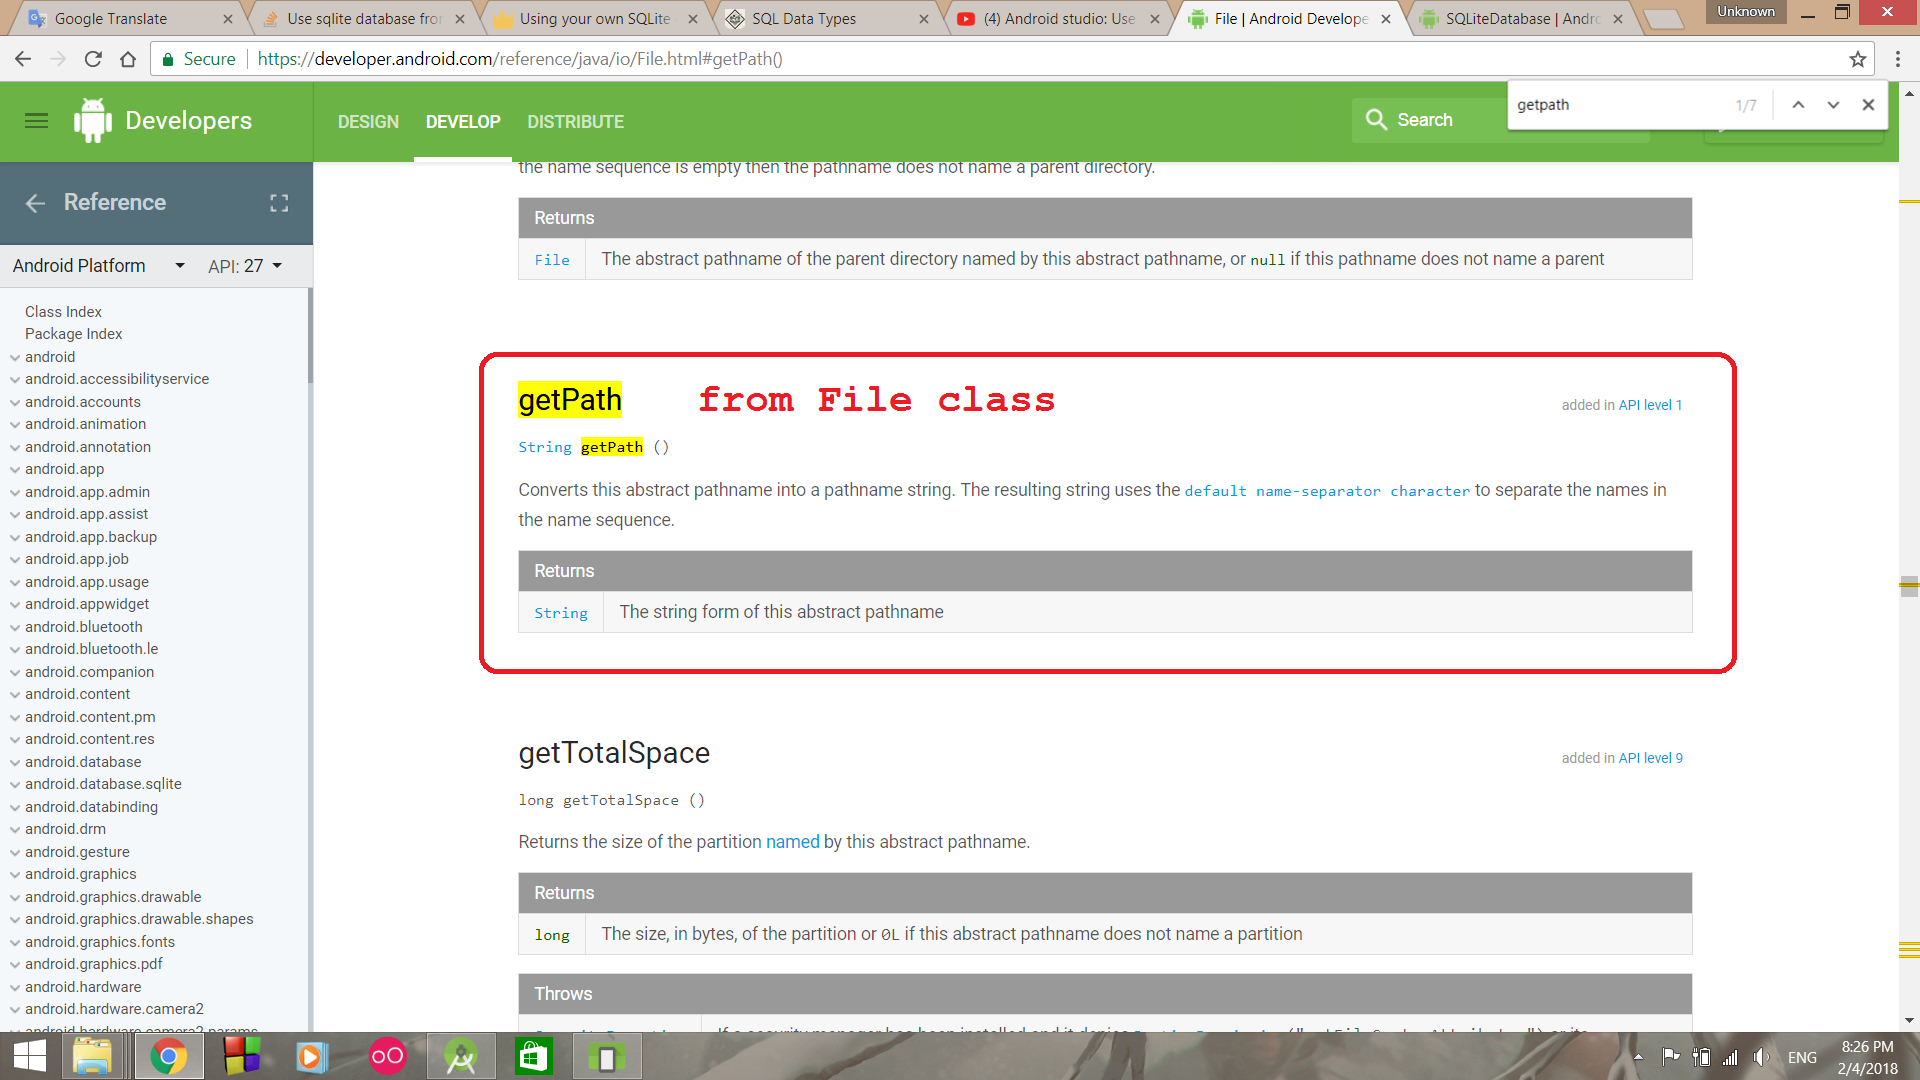 Google Translate
Use sqlite database fro
Using your own SQLite
SQL Data Types
(4) Android studio: Use
File | Android Develope
SQLiteDatabase | Andro
Unknown
Secure
https://developer.android.com/reference/java/io/File.html#getPath()
getpath
1/7
Developers
DESIGN
DEVELOP
DISTRIBUTE
Search
Reference
Android Platform
API: 27
Class Index
Package Index
android
android.accessibilityservice
android.accounts
android.animation
android.annotation
android.app
android.app.admin
android.app.assist
android.app.backup
android.app.job
android.app.usage
android.appwidget
android.bluetooth
android.bluetooth.le
android.companion
android.content
android.content.pm
android.content.res
android.database
android.database.sqlite
android.databinding
android.drm
android.gesture
android.graphics
android.graphics.drawable
android.graphics.drawable.shapes
android.graphics.fonts
android.graphics.pdf
android.hardware
android.hardware.camera2
android.hardware.camera2.params
the name sequence is empty then the pathname does not name a parent directory.
Returns
File The abstract pathname of the parent directory named by this abstract pathname, or null if this pathname does not name a parent
getPath from File class
added in API level 1
String getPath ()
Converts this abstract pathname into a pathname string. The resulting string uses the default name-separator character to separate the names in
the name sequence.
Returns
String The string form of this abstract pathname
getTotalSpace
added in API level 9
long getTotalSpace ()
Returns the size of the partition named by this abstract pathname.
Returns
long The size, in bytes, of the partition or 0L if this abstract pathname does not name a partition
Throws
ENG
8:26 PM
2/4/2018